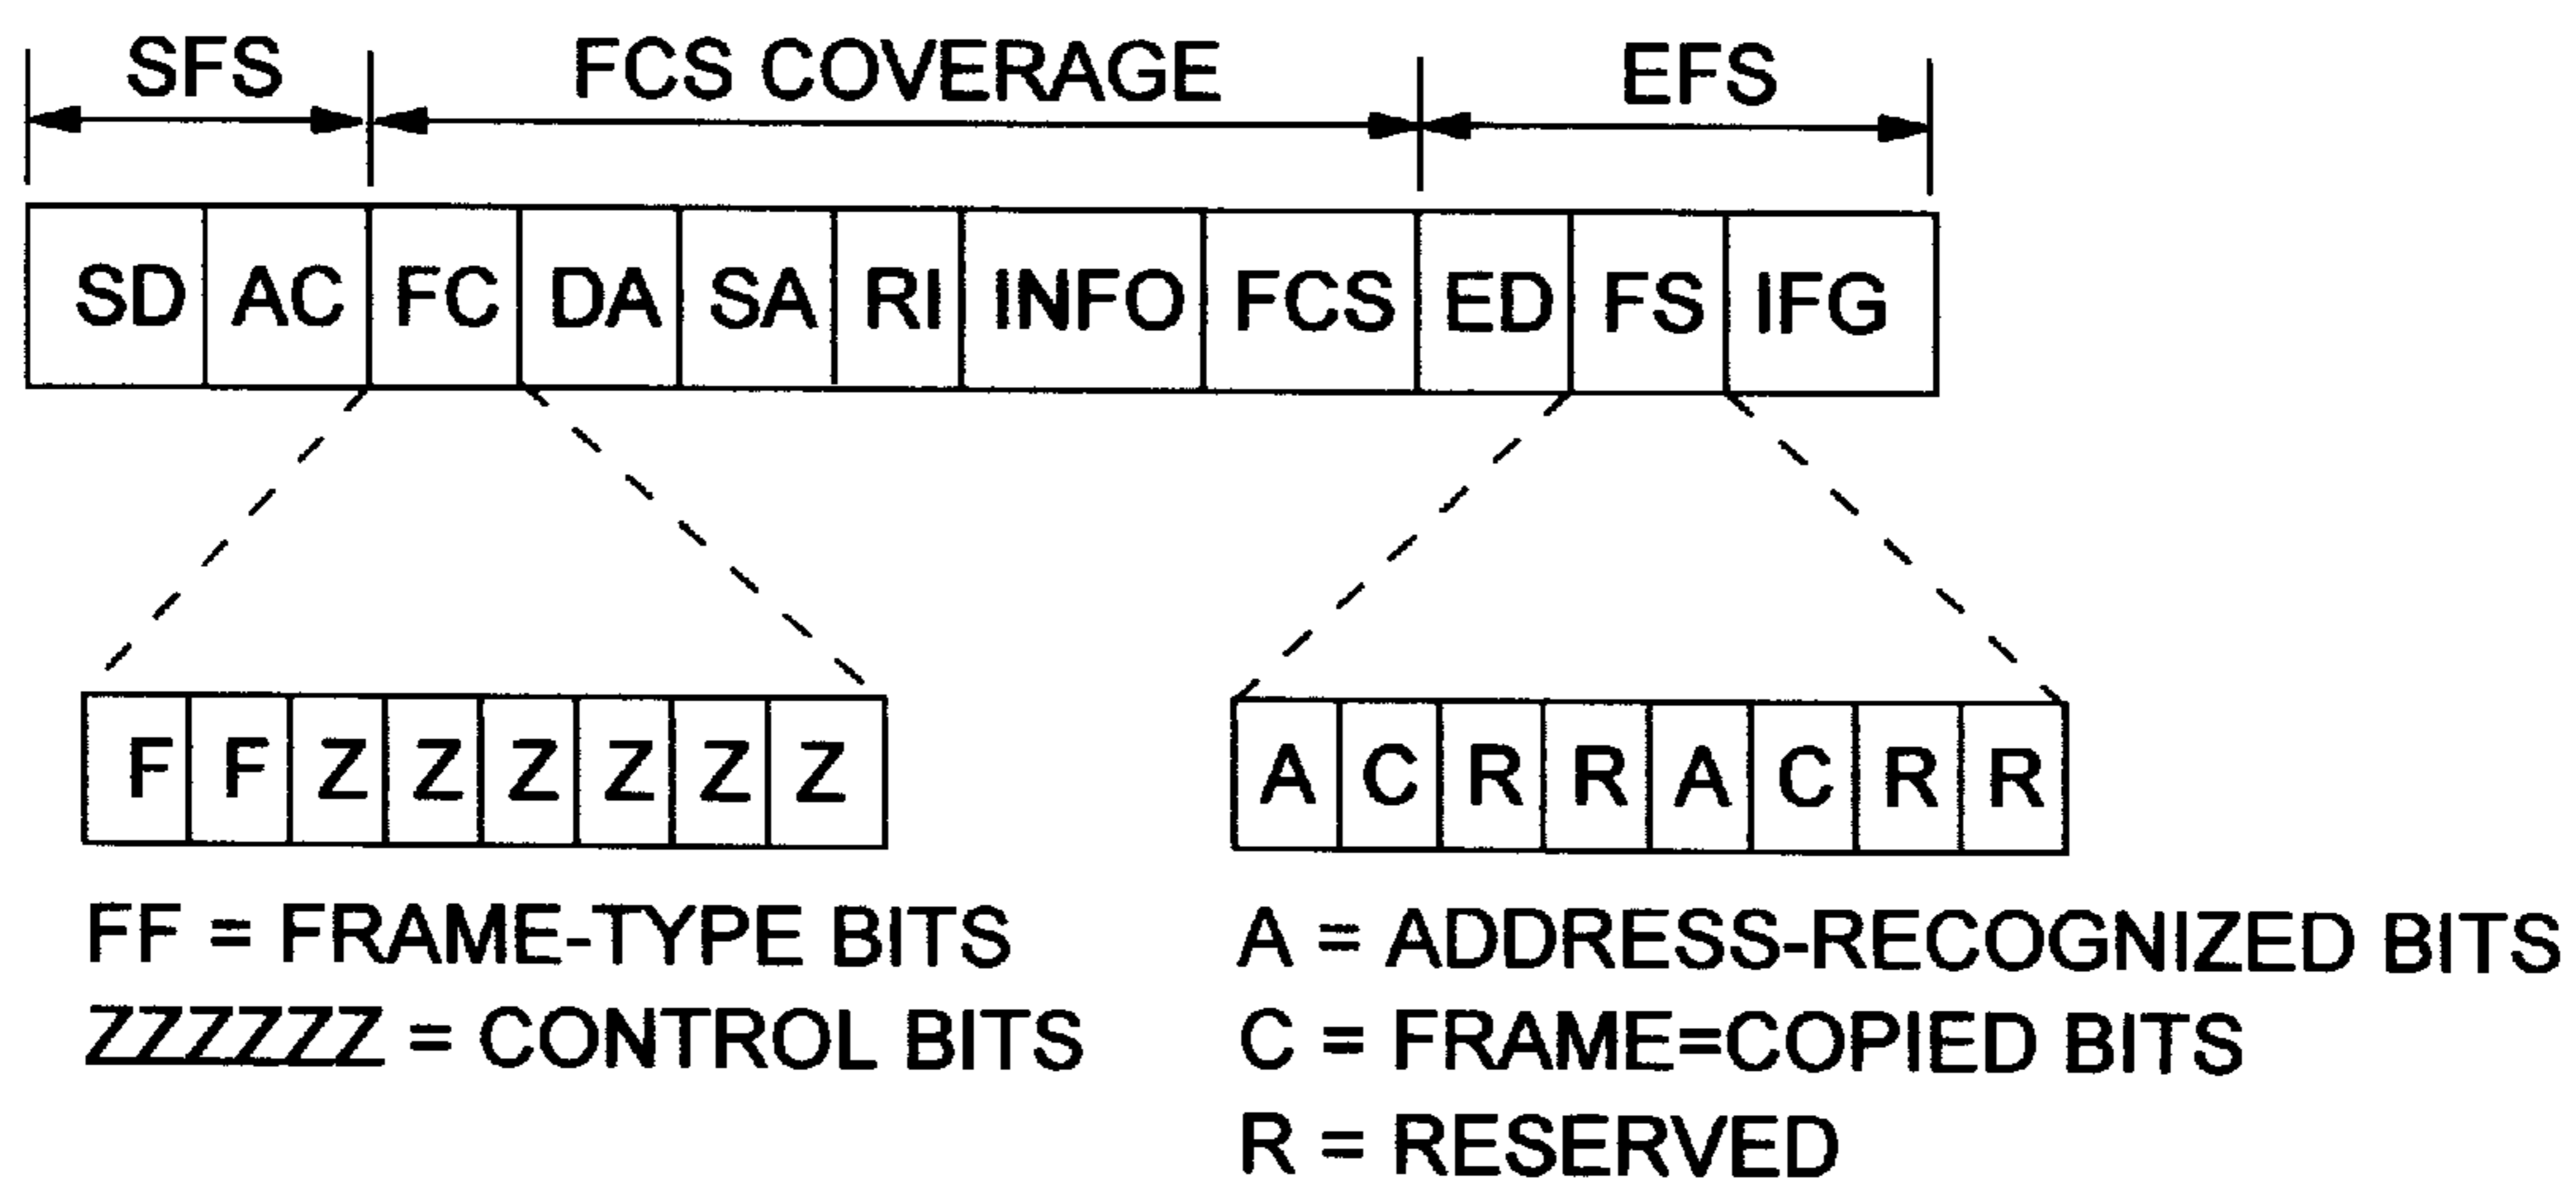 SFS FCS COVERAGE EFS
SD AC FC DA SA RI INFO FCS ED FS IFG
F F Z Z Z Z Z Z A C R R A C R R
FF = FRAME-TYPE BITS A = ADDRESS-RECOGNIZED BITS
ZZZZZZ = CONTROL BITS C = FRAME=COPIED BITS
R = RESERVED